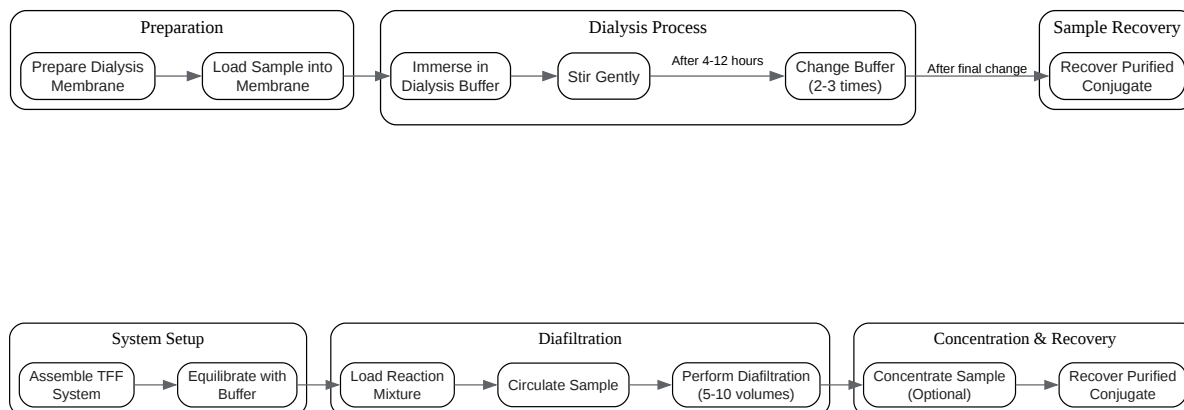 Preparation
Prepare Dialysis
Membrane
Load Sample into
Membrane
Dialysis Process
Immerse in
Dialysis Buffer
Stir Gently
After 4-12 hours
Change Buffer
(2-3 times)
After final change
Sample Recovery
Recover Purified
Conjugate
System Setup
Assemble TFF
System
Equilibrate with
Buffer
Diafiltration
Load Reaction
Mixture
Circulate Sample
Perform Diafiltration
(5-10 volumes)
Concentration & Recovery
Concentrate Sample
(Optional)
Recover Purified
Conjugate